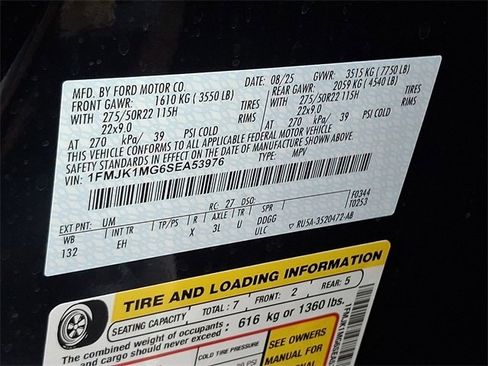 MFD. BY FORD MOTOR CO.
08/25 GVWR: 3515 KG (7750 LB)
FRONT GAWR: 1610 KG (3550 LB) REAR GAWR: 2059 KG (4540 LB)
WITH 275/50R22 115H TIRES WITH 275/50R22 115H TIRES
22x9.0 RIMS 22x9.0 RIMS
AT 270 kPa/ 39 PSI COLD AT 270 kPa/ 39 PSI COLD
THIS VEHICLE CONFORMS TO ALL APPLICABLE FEDERAL MOTOR VEHICLE
SAFETY STANDARDS IN EFFECT ON THE DATE OF MANUFACTURE SHOWN ABOVE.
VIN: 1FMJK1MG6SEA53976 TYPE: MPV
F0344
T0253
EXT PNT: UM RC: 27 DSO:
WB INT TR TP/PS R AXLE TR SPR
132 EH X 3L U DDGG
U ULC RU5A-3520472-AB
TIRE AND LOADING INFORMATION
SEATING CAPACITY TOTAL: 7 FRONT: 2 REAR: 5
The combined weight of occupants
and cargo should never exceed: 616 kg or 1360 lbs.
COLD TIRE PRESSURE
SEE OWNERS
MANUAL FOR